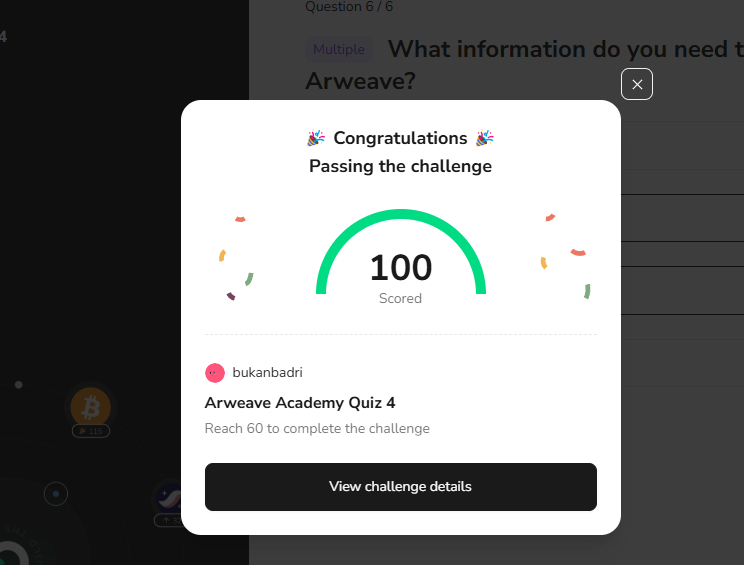 4
Question 6 / 6
Multiple What information do you need t
Arweave?
Congratulations
Passing the challenge
100
Scored
bukanbadri
Arweave Academy Quiz 4
Reach 60 to complete the challenge
115
View challenge details